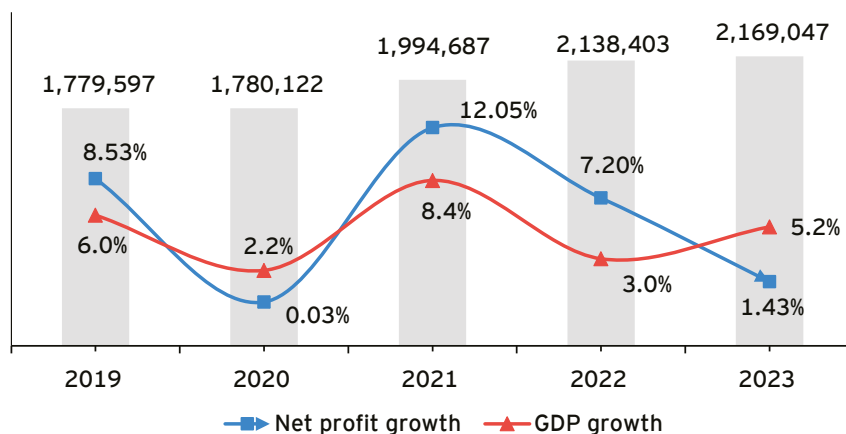 1,779,597 1,780,122 1,994,687 2,138,403 2,169,047
8.53% 0.03% 12.05% 7.20% 1.43%
6.0% 2.2% 8.4% 3.0% 5.2%
2019 2020 2021 2022 2023
Net profit growth GDP growth